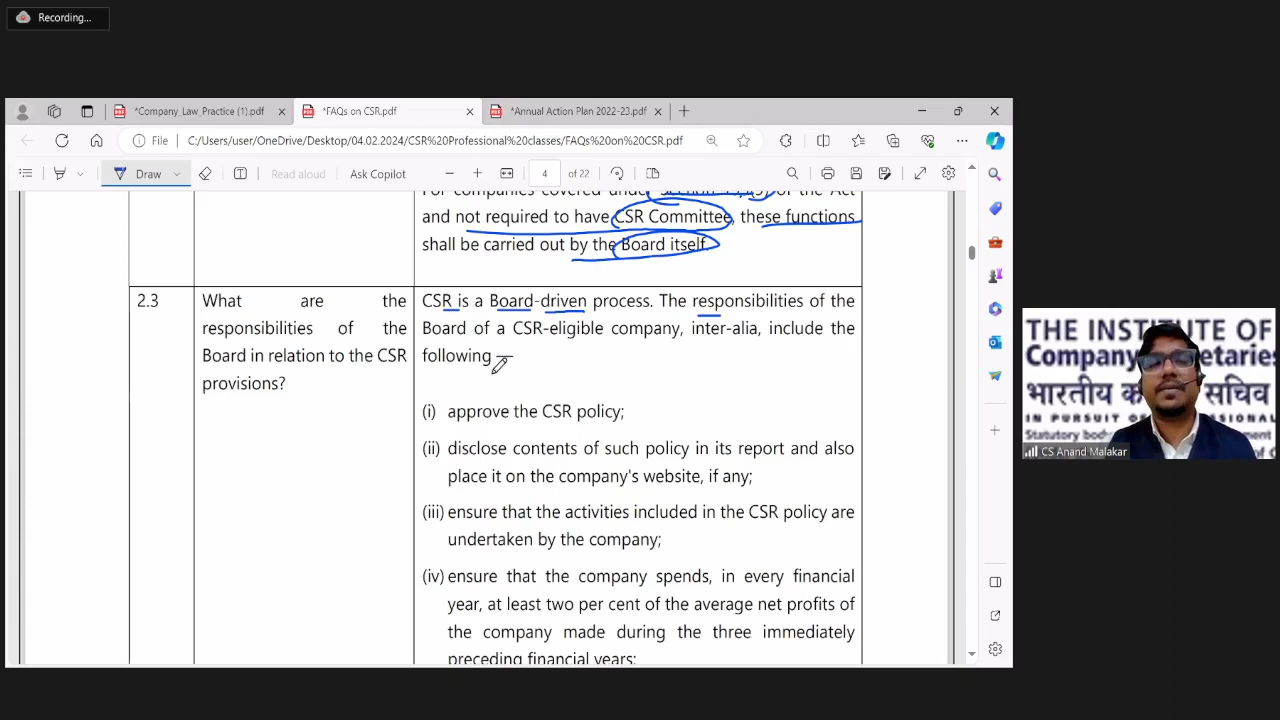 Recording...
*Company_Law_Practice (1).pdf
*FAQs on CSR.pdf
*Annual Action Plan 2022-23.pdf
File
C:/Users/user/OneDrive/Desktop/04.02.2024/CSR%20Professional%20classes/FAQs%20on%20CSR.pdf
Draw
Read aloud
Ask Copilot
4 of 22
For companies covered under of the Act
and not required to have CSR Committee, these functions
shall be carried out by the Board itself.
2.3
What are the
responsibilities of the
Board in relation to the CSR
provisions?
CSR is a Board-driven process. The responsibilities of the
Board of a CSR-eligible company, inter-alia, include the
following
(i) approve the CSR policy;
(ii) disclose contents of such policy in its report and also
place it on the company's website, if any;
(iii) ensure that the activities included in the CSR policy are
undertaken by the company;
(iv) ensure that the company spends, in every financial
year, at least two per cent of the average net profits of
the company made during the three immediately
preceding financial years;
THE INSTITUTE OF
Company
भारतीय सचिव
IN PURSUIT
Statutory
CS Anand Malakar